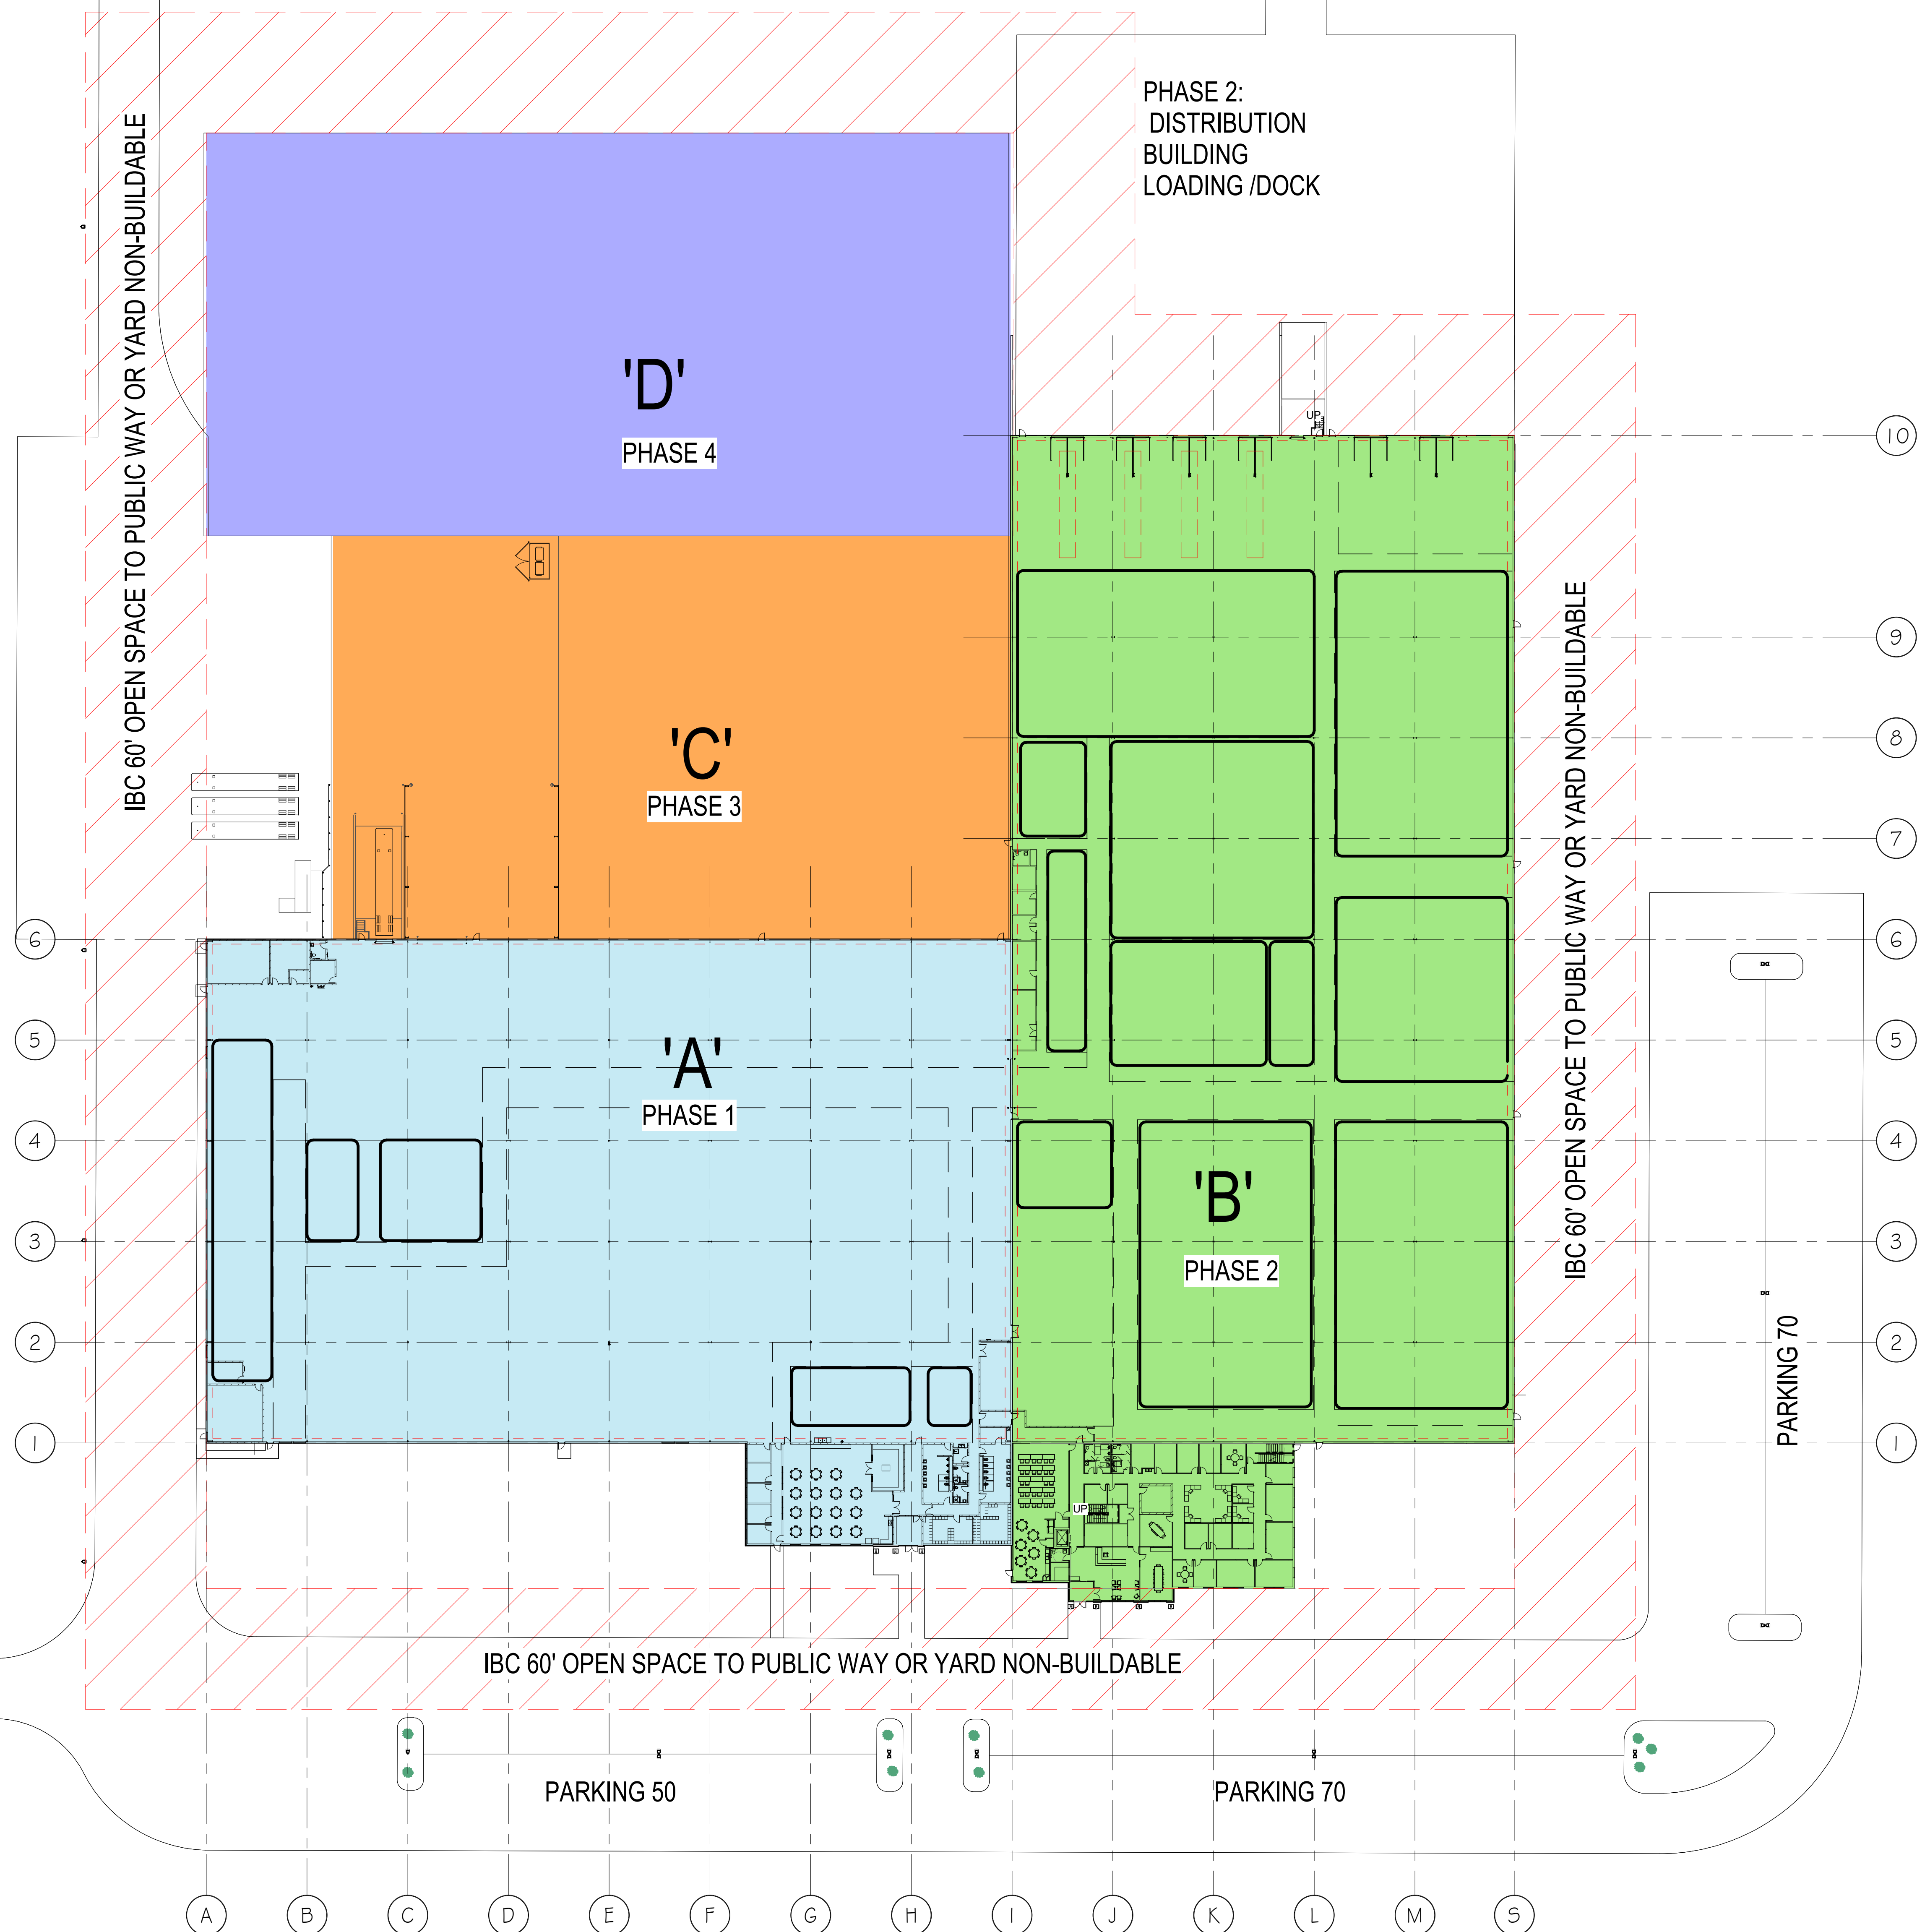 PHASE 2:
DISTRIBUTION
BUILDING
LOADING /DOCK
IBC 60' OPEN SPACE TO PUBLIC WAY OR YARD NON-BUILDABLE
'D'
PHASE 4
UP
10
9
IBC 60' OPEN SPACE TO PUBLIC WAY OR YARD NON-BUILDABLE
'C'
PHASE 3
8
7
6
6
5
'A'
PHASE 1
5
4
4
'B'
PHASE 2
3
3
2
2
PARKING 70
1
1
UP
IBC 60' OPEN SPACE TO PUBLIC WAY OR YARD NON-BUILDABLE
PARKING 50
PARKING 70
A B C D E F G H I J K L M S